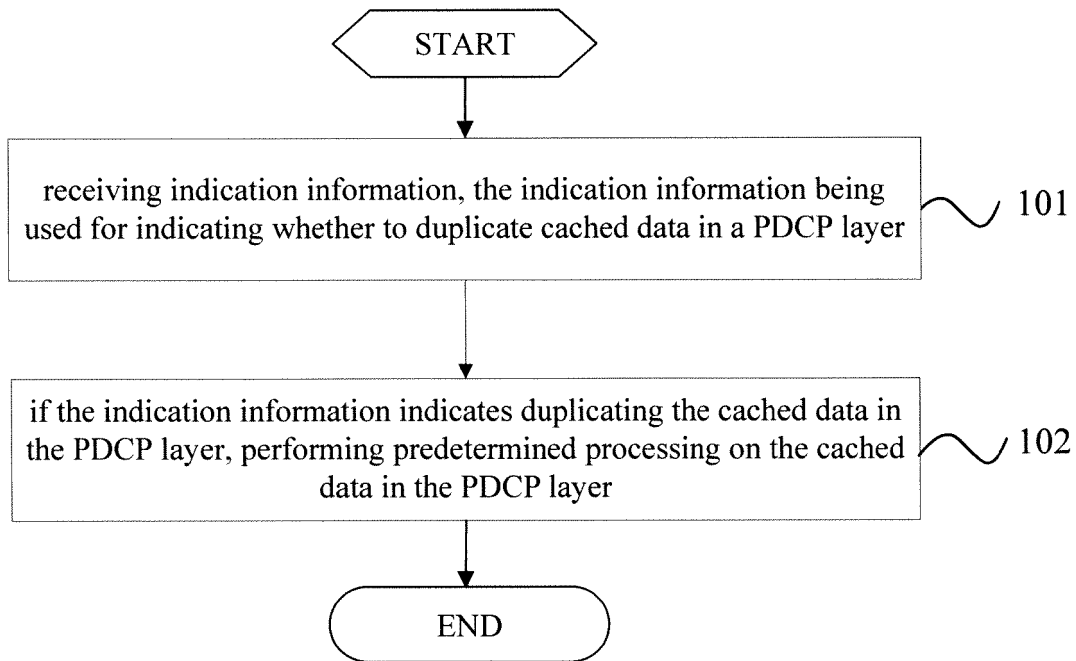 START
receiving indication information, the indication information being
used for indicating whether to duplicate cached data in a PDCP layer
101
if the indication information indicates duplicating the cached data in
the PDCP layer, performing predetermined processing on the cached
data in the PDCP layer
102
END